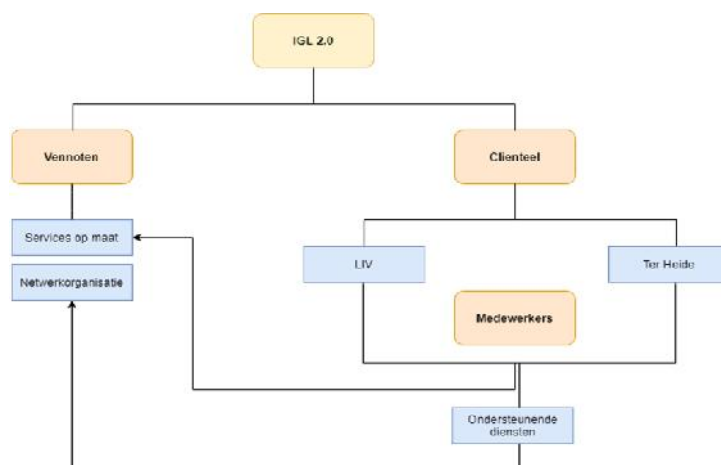 IGL 2.0
Vennoten
Clienteel
Services op maat
Netwerkorganisatie
LIV
Ter Heide
Medewerkers
Ondersteunende
diensten